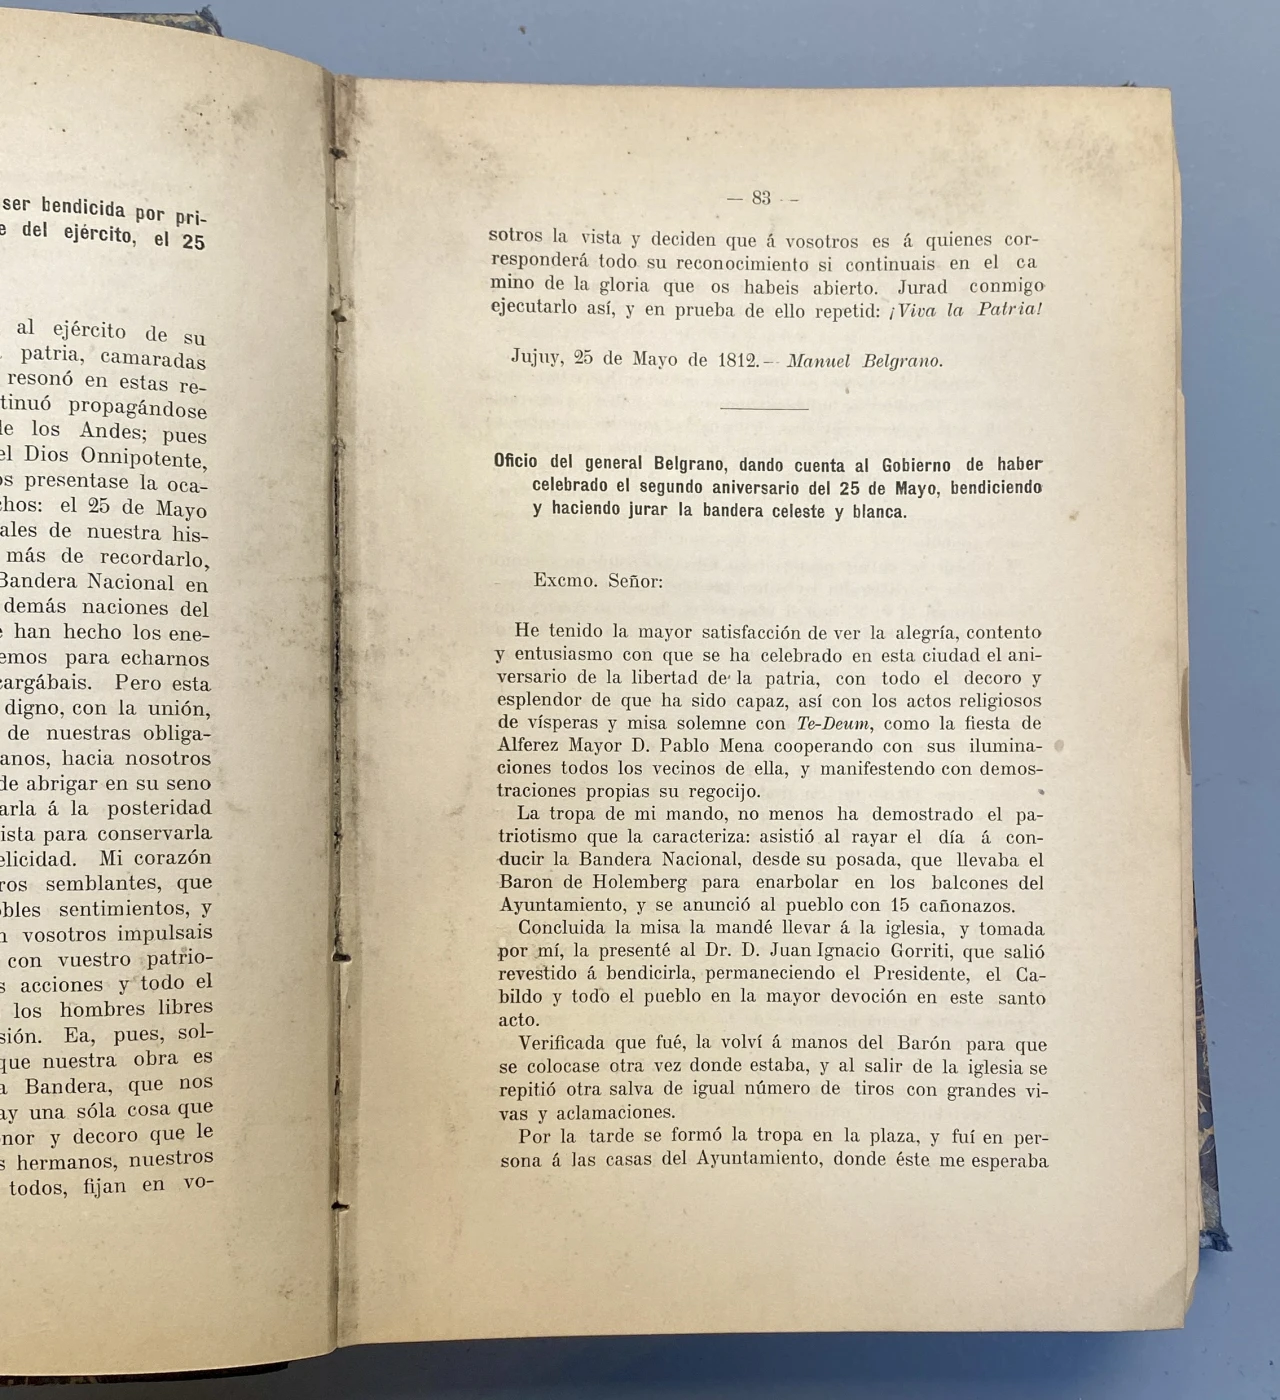 ser bendicida por pri-
del ejército, el 25
al ejército de su
patria, camaradas
resonó en estas re-
tinuó propagándose
de los Andes; pues
el Dios Onnipotente,
os presentase la oca-
chos: el 25 de Mayo
ales de nuestra his-
más de recordarlo,
Bandera Nacional en
demás naciones del
e han hecho los ene-
emos para echarnos
cargábais. Pero esta
digno, con la unión,
de nuestras obliga-
anos, hacia nosotros
de abrigar en su seno
arla á la posteridad
ista para conservarla
elicidad. Mi corazón
ros semblantes, que
obles sentimientos, y
n vosotros impulsais
con vuestro patrio-
s acciones y todo el
los hombres libres
sión. Ea, pues, sol-
que nuestra obra es
a Bandera, que nos
ay una sóla cosa que
onor y decoro que le
s hermanos, nuestros
todos, fijan en vo-
— 83 —
sotros la vista y deciden que á vosotros es á quienes cor-
responderá todo su reconocimiento si continuais en el ca
mino de la gloria que os habeis abierto. Jurad conmigo
ejecutarlo así, y en prueba de ello repetid: ¡Viva la Patria!
Jujuy, 25 de Mayo de 1812.— Manuel Belgrano.
Oficio del general Belgrano, dando cuenta al Gobierno de haber
celebrado el segundo aniversario del 25 de Mayo, bendiciendo
y haciendo jurar la bandera celeste y blanca.
Excmo. Señor:
He tenido la mayor satisfacción de ver la alegría, contento
y entusiasmo con que se ha celebrado en esta ciudad el ani-
versario de la libertad de la patria, con todo el decoro y
esplendor de que ha sido capaz, así con los actos religiosos
de vísperas y misa solemne con Te-Deum, como la fiesta de
Alferez Mayor D. Pablo Mena cooperando con sus ilumina-
ciones todos los vecinos de ella, y manifestendo con demos-
traciones propias su regocijo.
La tropa de mi mando, no menos ha demostrado el pa-
triotismo que la caracteriza: asistió al rayar el día á con-
ducir la Bandera Nacional, desde su posada, que llevaba el
Baron de Holemberg para enarbolar en los balcones del
Ayuntamiento, y se anunció al pueblo con 15 cañonazos.
Concluida la misa la mandé llevar á la iglesia, y tomada
por mí, la presenté al Dr. D. Juan Ignacio Gorriti, que salió
revestido á bendicirla, permaneciendo el Presidente, el Ca-
bildo y todo el pueblo en la mayor devoción en este santo
acto.
Verificada que fué, la volví á manos del Barón para que
se colocase otra vez donde estaba, y al salir de la iglesia se
repitió otra salva de igual número de tiros con grandes vi-
vas y aclamaciones.
Por la tarde se formó la tropa en la plaza, y fuí en per-
sona á las casas del Ayuntamiento, donde éste me esperaba